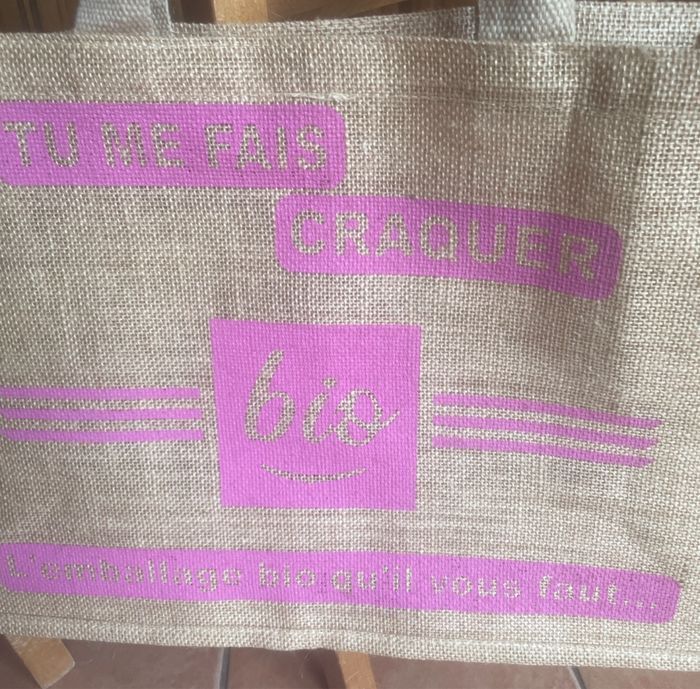 TU ME FAIS
CRAQUER
bio
L'emballage bio qu'il vous faut...